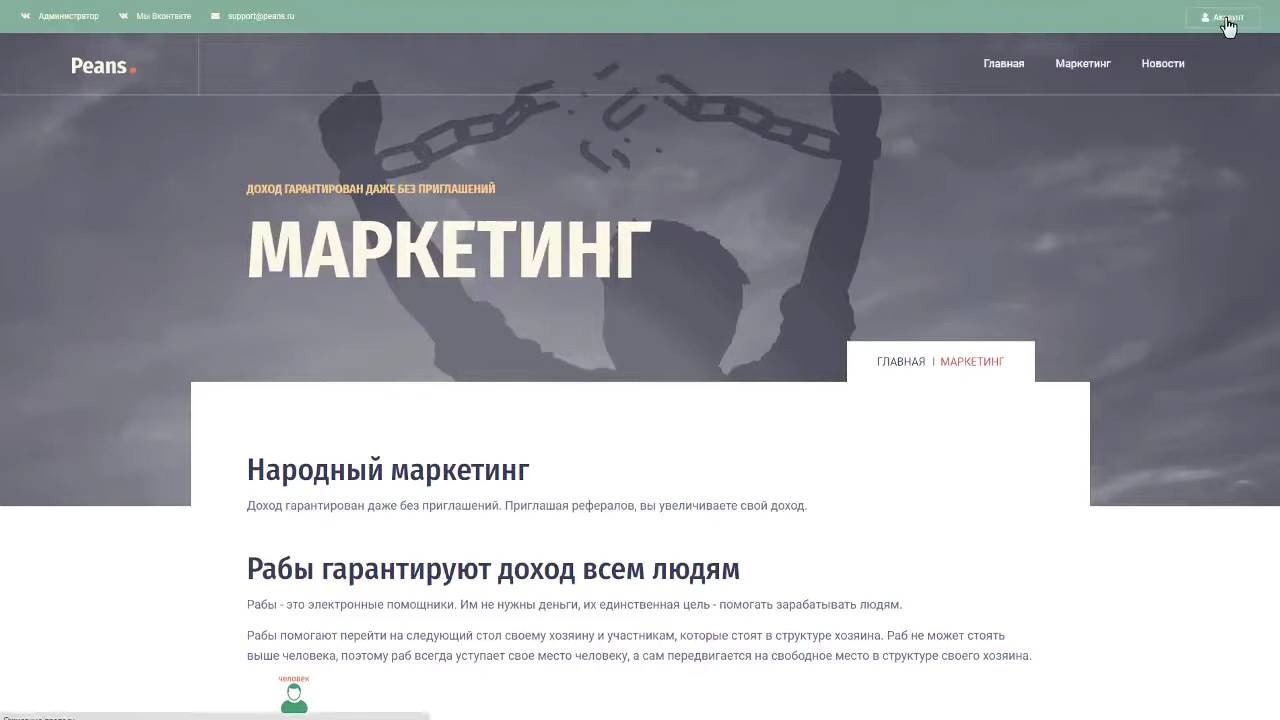 Администратор Мы Вконтакте support@peans.ru Аккаунт
Peans. Главная Маркетинг Новости
ДОХОД ГАРАНТИРОВАН ДАЖЕ БЕЗ ПРИГЛАШЕНИЙ
МАРКЕТИНГ
ГЛАВНАЯ | МАРКЕТИНГ
Народный маркетинг
Доход гарантирован даже без приглашений. Приглашая рефералов, вы увеличиваете свой доход.
Рабы гарантируют доход всем людям
Рабы - это электронные помощники. Им не нужны деньги, их единственная цель - помогать зарабатывать людям.
Рабы помогают перейти на следующий стол своему хозяину и участникам, которые стоят в структуре хозяина. Раб не может стоять
выше человека, поэтому раб всегда уступает свое место человеку, а сам передвигается на свободное место в структуре своего хозяина.
человек